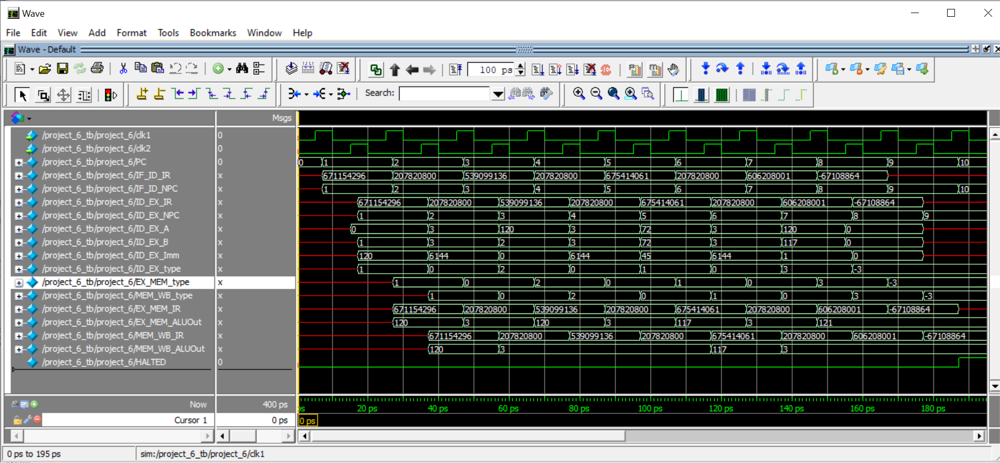 Wave
File Edit View Add Format Tools Bookmarks Window Help
Wave - Default
100 ps
Search:
Msgs
/project_6_tb/project_6/clk1 0
/project_6_tb/project_6/clk2 0
/project_6_tb/project_6/PC 0 0 1 2 3 4 5 6 7 8 9 10
/project_6_tb/project_6/IF_ID_IR x 671154296 207820800 539099136 207820800 675414061 207820800 606208001 -67108864
/project_6_tb/project_6/IF_ID_NPC x 1 2 3 4 5 6 7 8 9 10
/project_6_tb/project_6/ID_EX_IR x 671154296 207820800 539099136 207820800 675414061 207820800 606208001 -67108864
/project_6_tb/project_6/ID_EX_NPC x 1 2 3 4 5 6 7 8 9
/project_6_tb/project_6/ID_EX_A x 0 3 120 3 72 3 120 0
/project_6_tb/project_6/ID_EX_B x 1 3 2 3 72 3 117 0
/project_6_tb/project_6/ID_EX_Imm x 120 6144 0 6144 45 6144 1 0
/project_6_tb/project_6/ID_EX_type x 1 0 2 0 1 0 3 -3
/project_6_tb/project_6/EX_MEM_type x 1 0 2 0 1 0 3 -3
/project_6_tb/project_6/MEM_WB_type x 1 0 2 0 1 0 3 -3
/project_6_tb/project_6/EX_MEM_IR x 671154296 207820800 539099136 207820800 675414061 207820800 606208001 -67108864
/project_6_tb/project_6/EX_MEM_ALUOut x 120 3 120 3 117 3 121
/project_6_tb/project_6/MEM_WB_IR x 671154296 207820800 539099136 207820800 675414061 207820800 606208001 -67108864
/project_6_tb/project_6/MEM_WB_ALUOut x 120 3 117 3
/project_6_tb/project_6/HALTED 0
Now 400 ps ps 20 ps 40 ps 60 ps 80 ps 100 ps 120 ps 140 ps 160 ps 180 ps
Cursor 1 0 ps 0 ps
0 ps to 195 ps sim:/project_6_tb/project_6/clk1